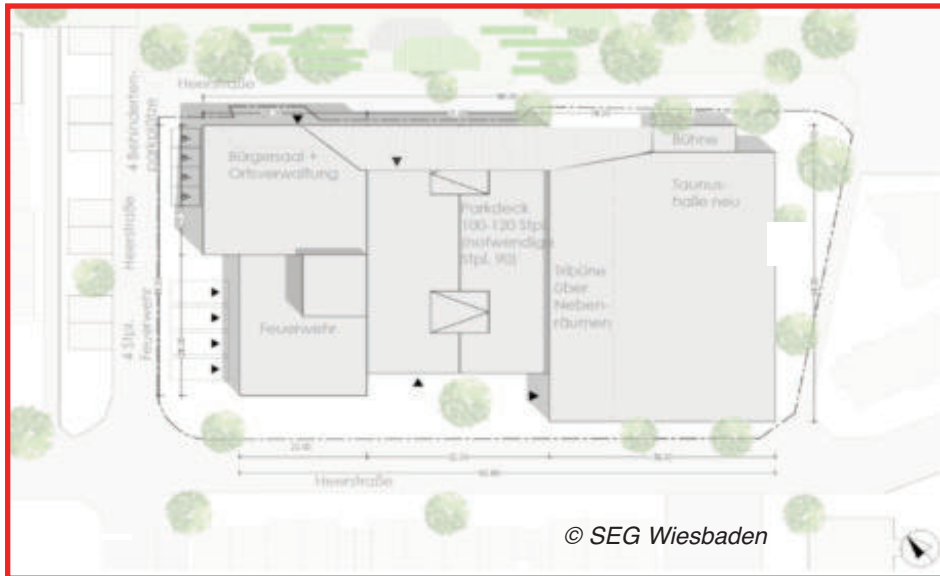 Heerstraße
4 Behinderten-
parkplätze
Bürgersaal +
Ortsverwaltung
Bühne
Taunus-
halle neu
Parkdeck
100-120 Stpl.
(notwendige
Stpl. 90)
Tribüne
über
Neben-
räumen
Heerstraße
4 Stpl.
Feuerwehr
Feuerwehr
Heerstraße
© SEG Wiesbaden